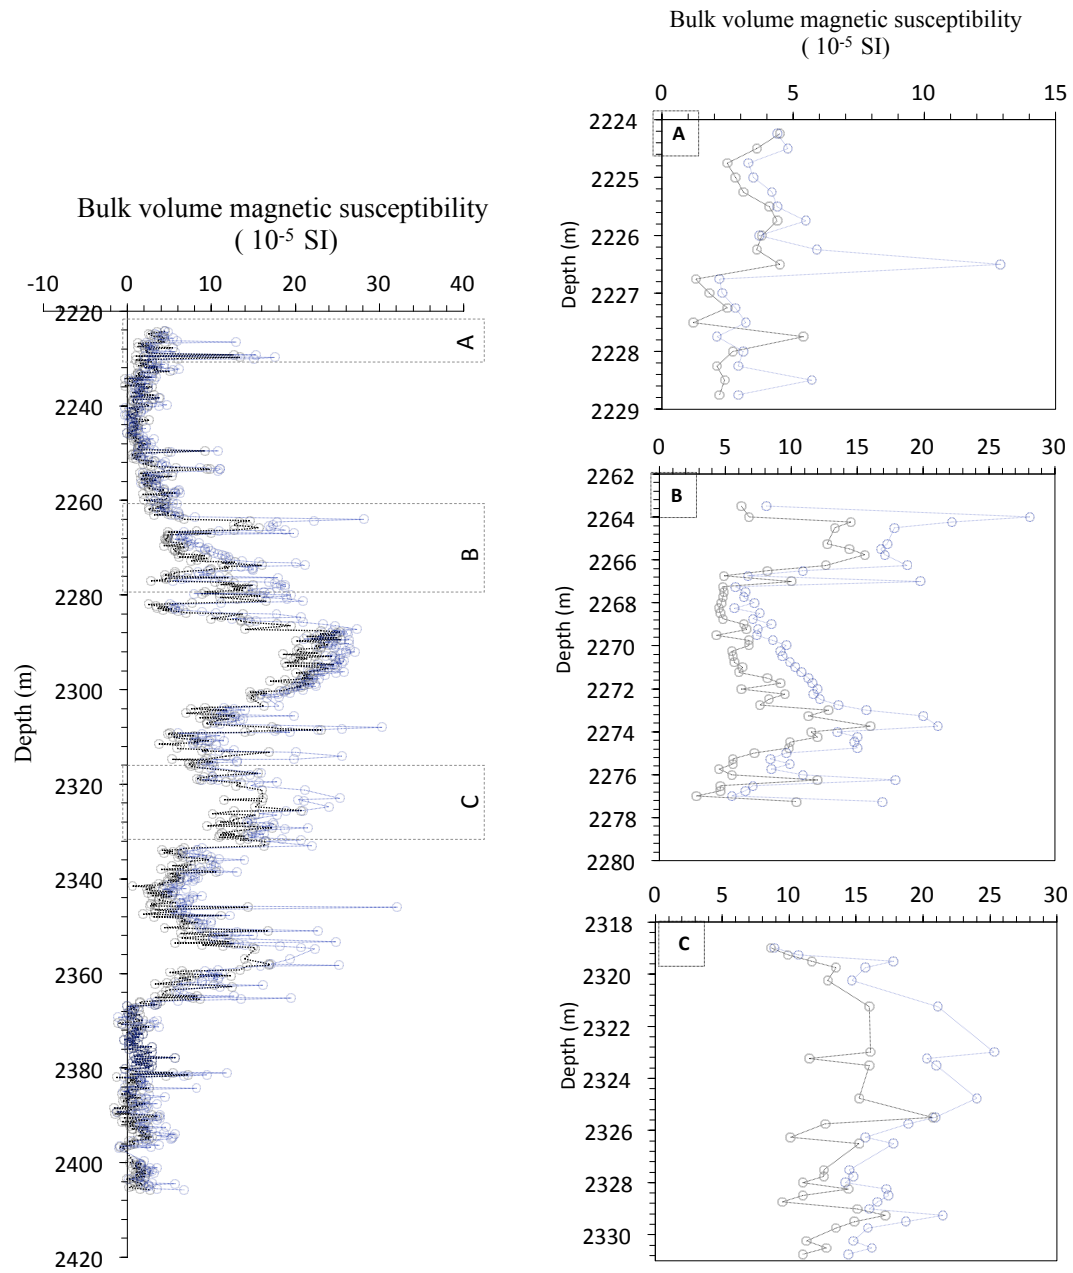 Bulk volume magnetic susceptibility
( 10-5 SI)
-10 0 10 20 30 40
2220
2240
2260
2280
2300
2320
2340
2360
2380
2400
2420
Depth (m)
A
B
C
Bulk volume magnetic susceptibility
( 10-5 SI)
0 5 10 15
2224
2225
2226
2227
2228
2229
Depth (m)
A
0 5 10 15 20 25 30
2262
2264
2266
2268
2270
2272
2274
2276
2278
2280
Depth (m)
B
0 5 10 15 20 25 30
2318
2320
2322
2324
2326
2328
2330
Depth (m)
C